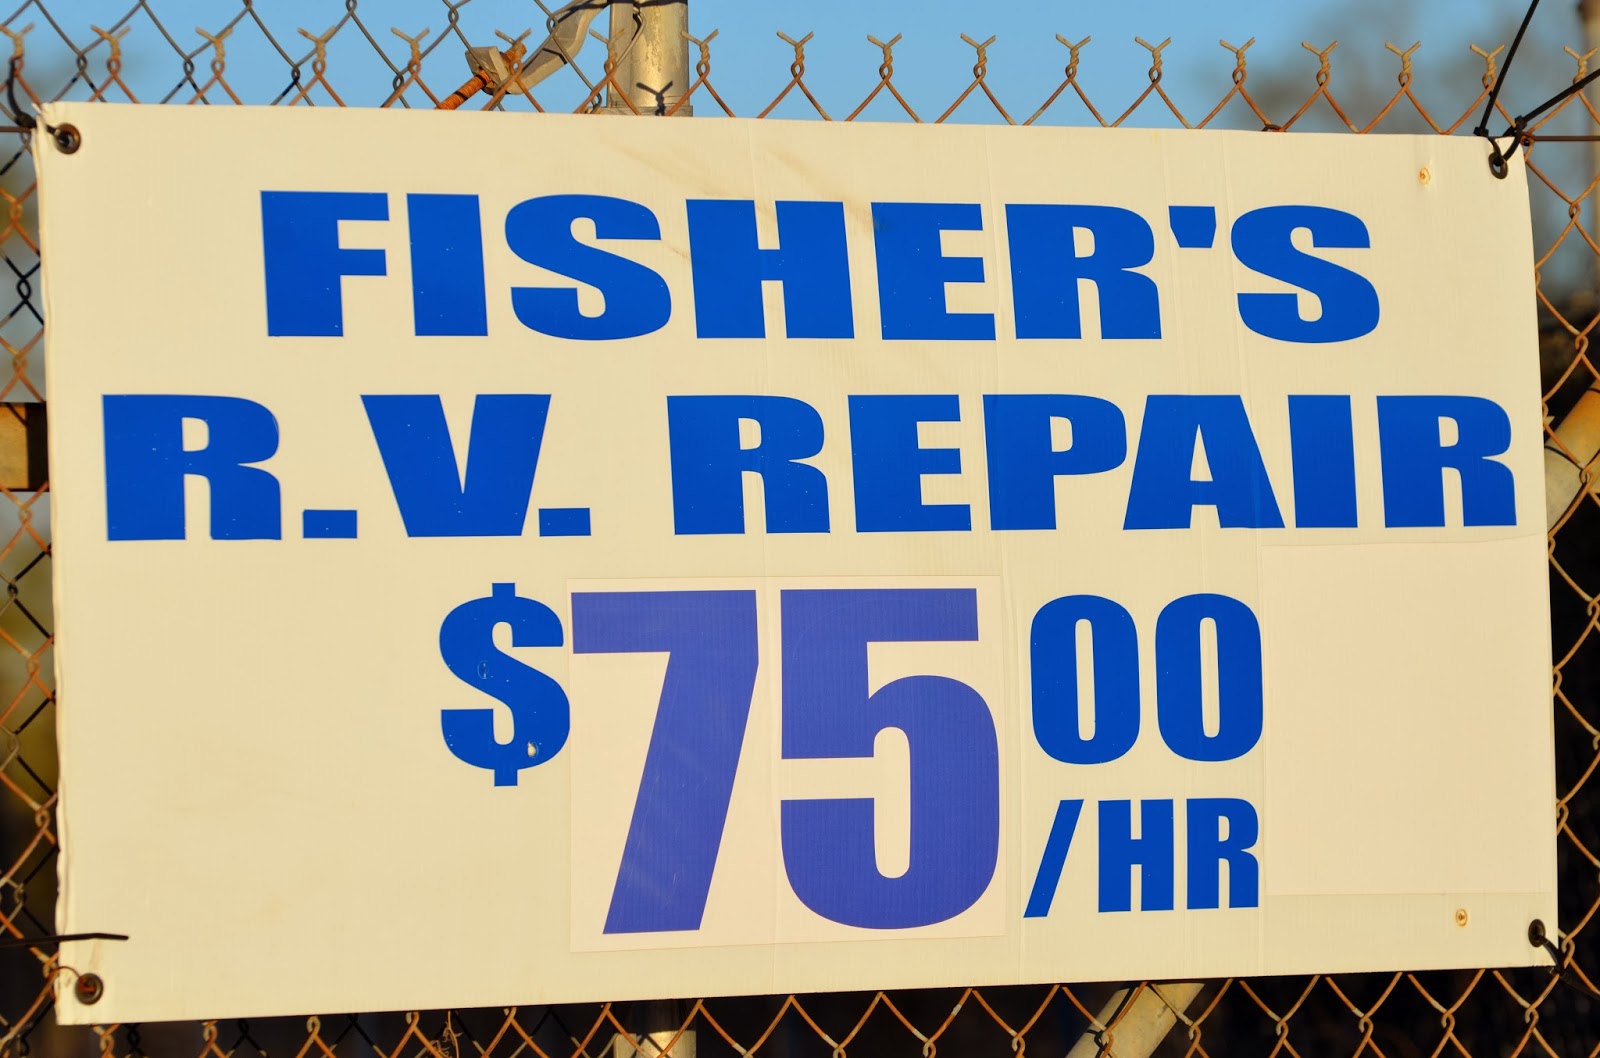 FISHER'S
R.V. REPAIR
$75.00
/HR